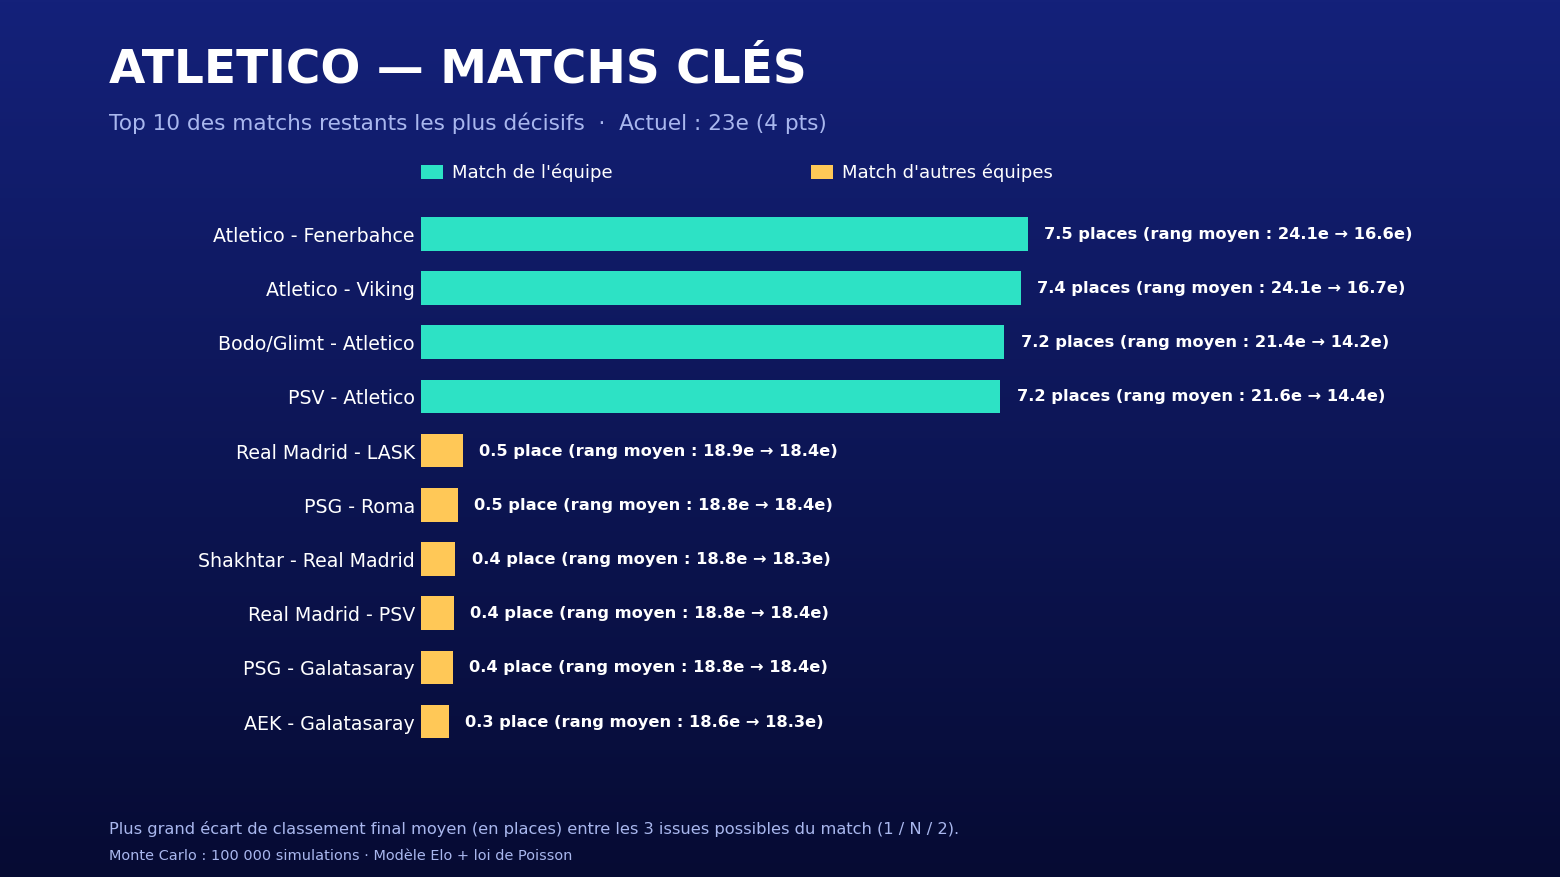 ATLETICO — MATCHS CLÉS
Top 10 des matchs restants les plus décisifs · Actuel : 23e (4 pts)
Match de l'équipe
Match d'autres équipes
Atletico - Fenerbahce 7.5 places (rang moyen : 24.1e → 16.6e)
Atletico - Viking 7.4 places (rang moyen : 24.1e → 16.7e)
Bodo/Glimt - Atletico 7.2 places (rang moyen : 21.4e → 14.2e)
PSV - Atletico 7.2 places (rang moyen : 21.6e → 14.4e)
Real Madrid - LASK 0.5 place (rang moyen : 18.9e → 18.4e)
PSG - Roma 0.5 place (rang moyen : 18.8e → 18.4e)
Shakhtar - Real Madrid 0.4 place (rang moyen : 18.8e → 18.3e)
Real Madrid - PSV 0.4 place (rang moyen : 18.8e → 18.4e)
PSG - Galatasaray 0.4 place (rang moyen : 18.8e → 18.4e)
AEK - Galatasaray 0.3 place (rang moyen : 18.6e → 18.3e)
Plus grand écart de classement final moyen (en places) entre les 3 issues possibles du match (1 / N / 2).
Monte Carlo : 100 000 simulations · Modèle Elo + loi de Poisson